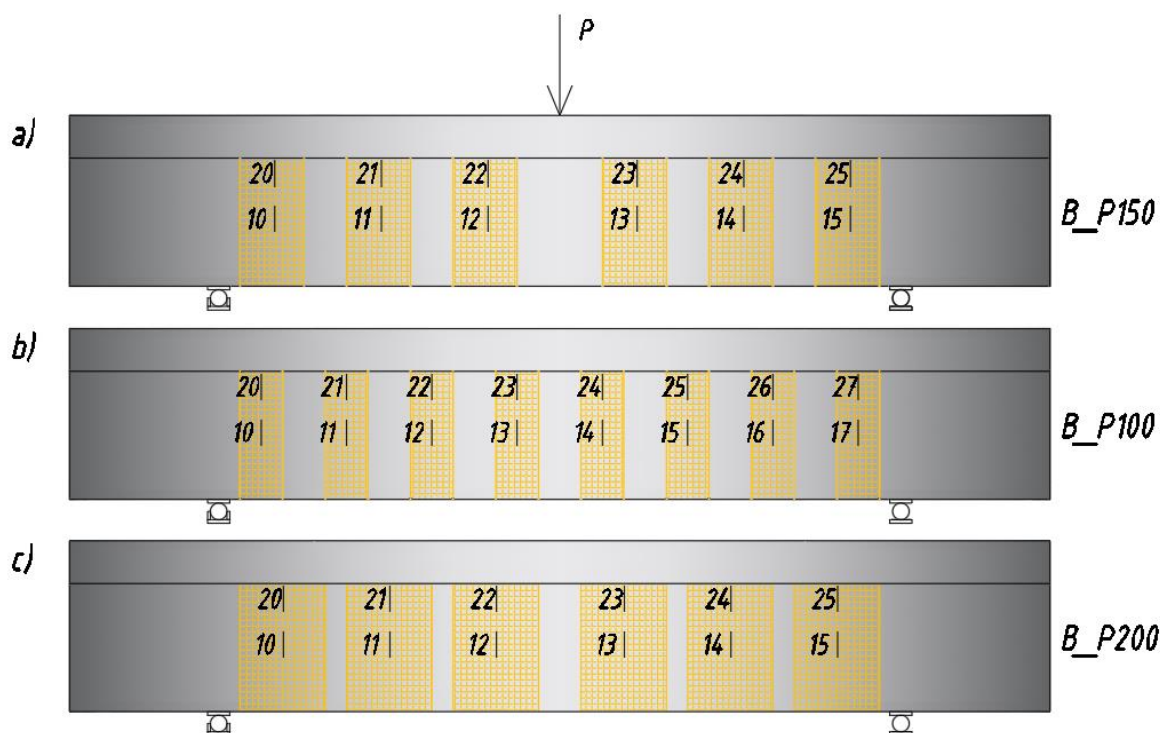 P
a)
20 21 22 23 24 25
10 11 12 13 14 15
B_P150
b)
20 21 22 23 24 25 26 27
10 11 12 13 14 15 16 17
B_P100
c)
20 21 22 23 24 25
10 11 12 13 14 15
B_P200